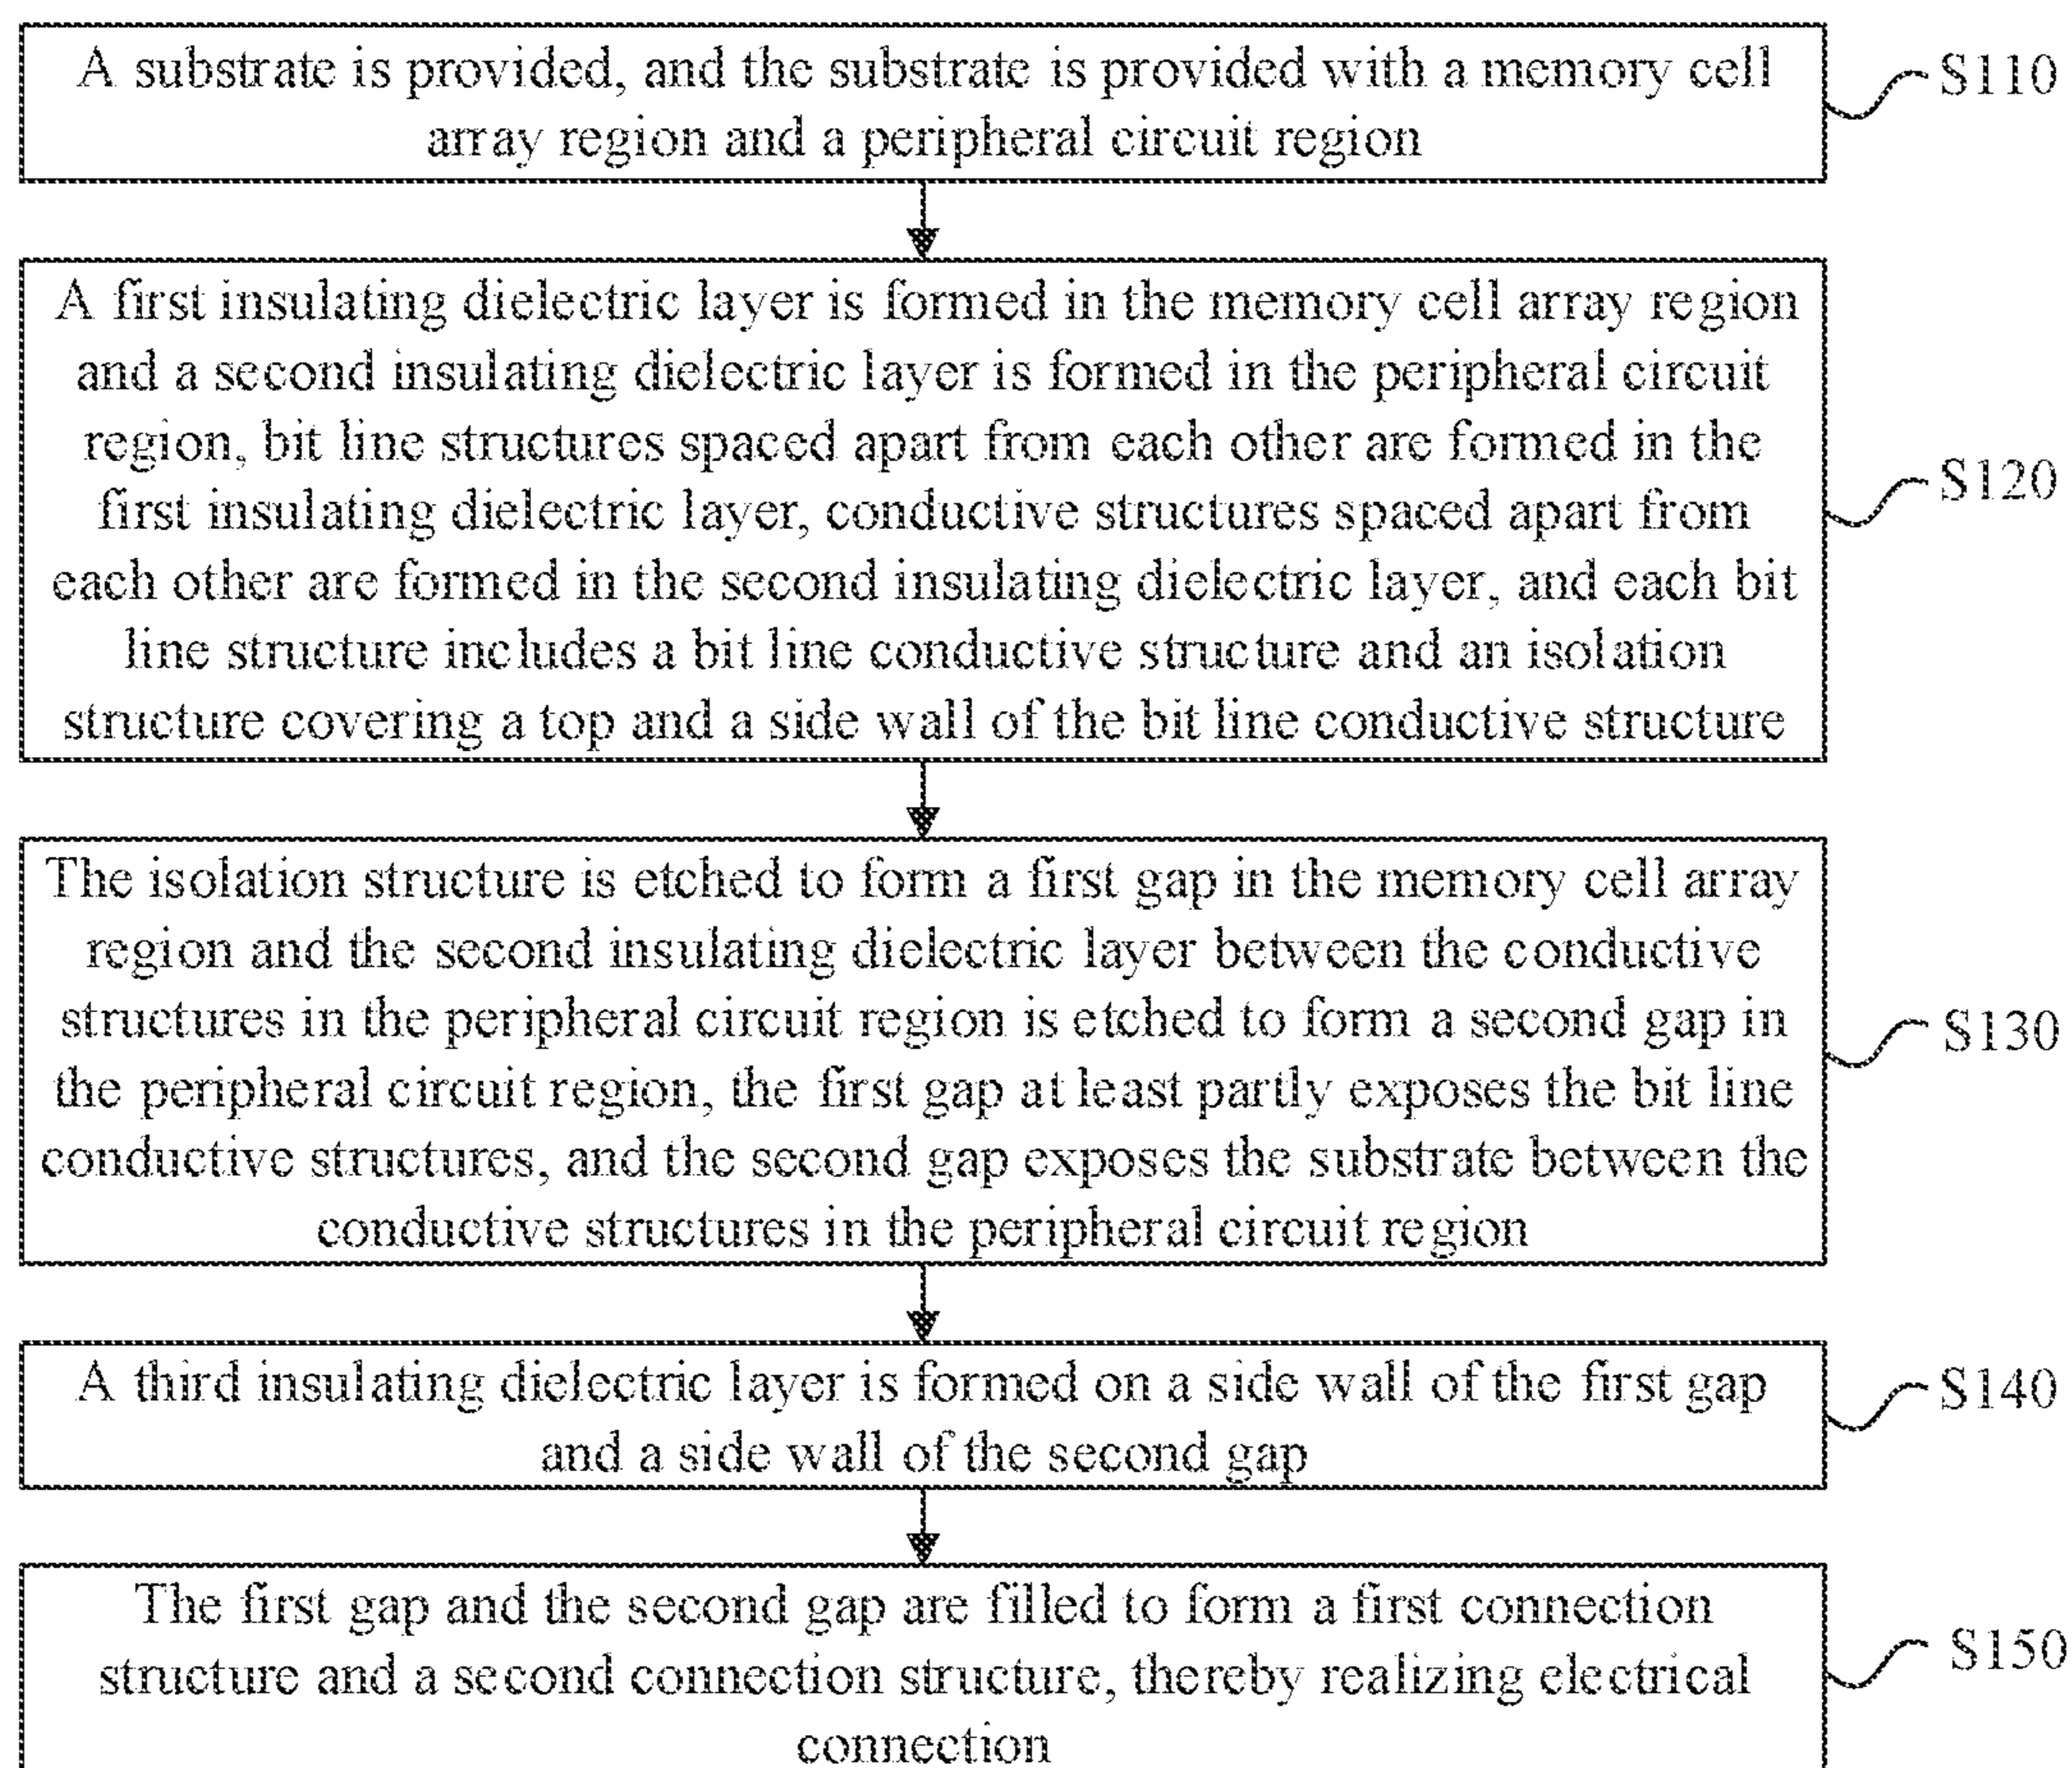 A substrate is provided, and the substrate is provided with a memory cell
array region and a peripheral circuit region
S110
A first insulating dielectric layer is formed in the memory cell array region
and a second insulating dielectric layer is formed in the peripheral circuit
region, bit line structures spaced apart from each other are formed in the
first insulating dielectric layer, conductive structures spaced apart from
each other are formed in the second insulating dielectric layer, and each bit
line structure includes a bit line conductive structure and an isolation
structure covering a top and a side wall of the bit line conductive structure
S120
The isolation structure is etched to form a first gap in the memory cell array
region and the second insulating dielectric layer between the conductive
structures in the peripheral circuit region is etched to form a second gap in
the peripheral circuit region, the first gap at least partly exposes the bit line
conductive structures, and the second gap exposes the substrate between the
conductive structures in the peripheral circuit region
S130
A third insulating dielectric layer is formed on a side wall of the first gap
and a side wall of the second gap
S140
The first gap and the second gap are filled to form a first connection
structure and a second connection structure, thereby realizing electrical
connection
S150